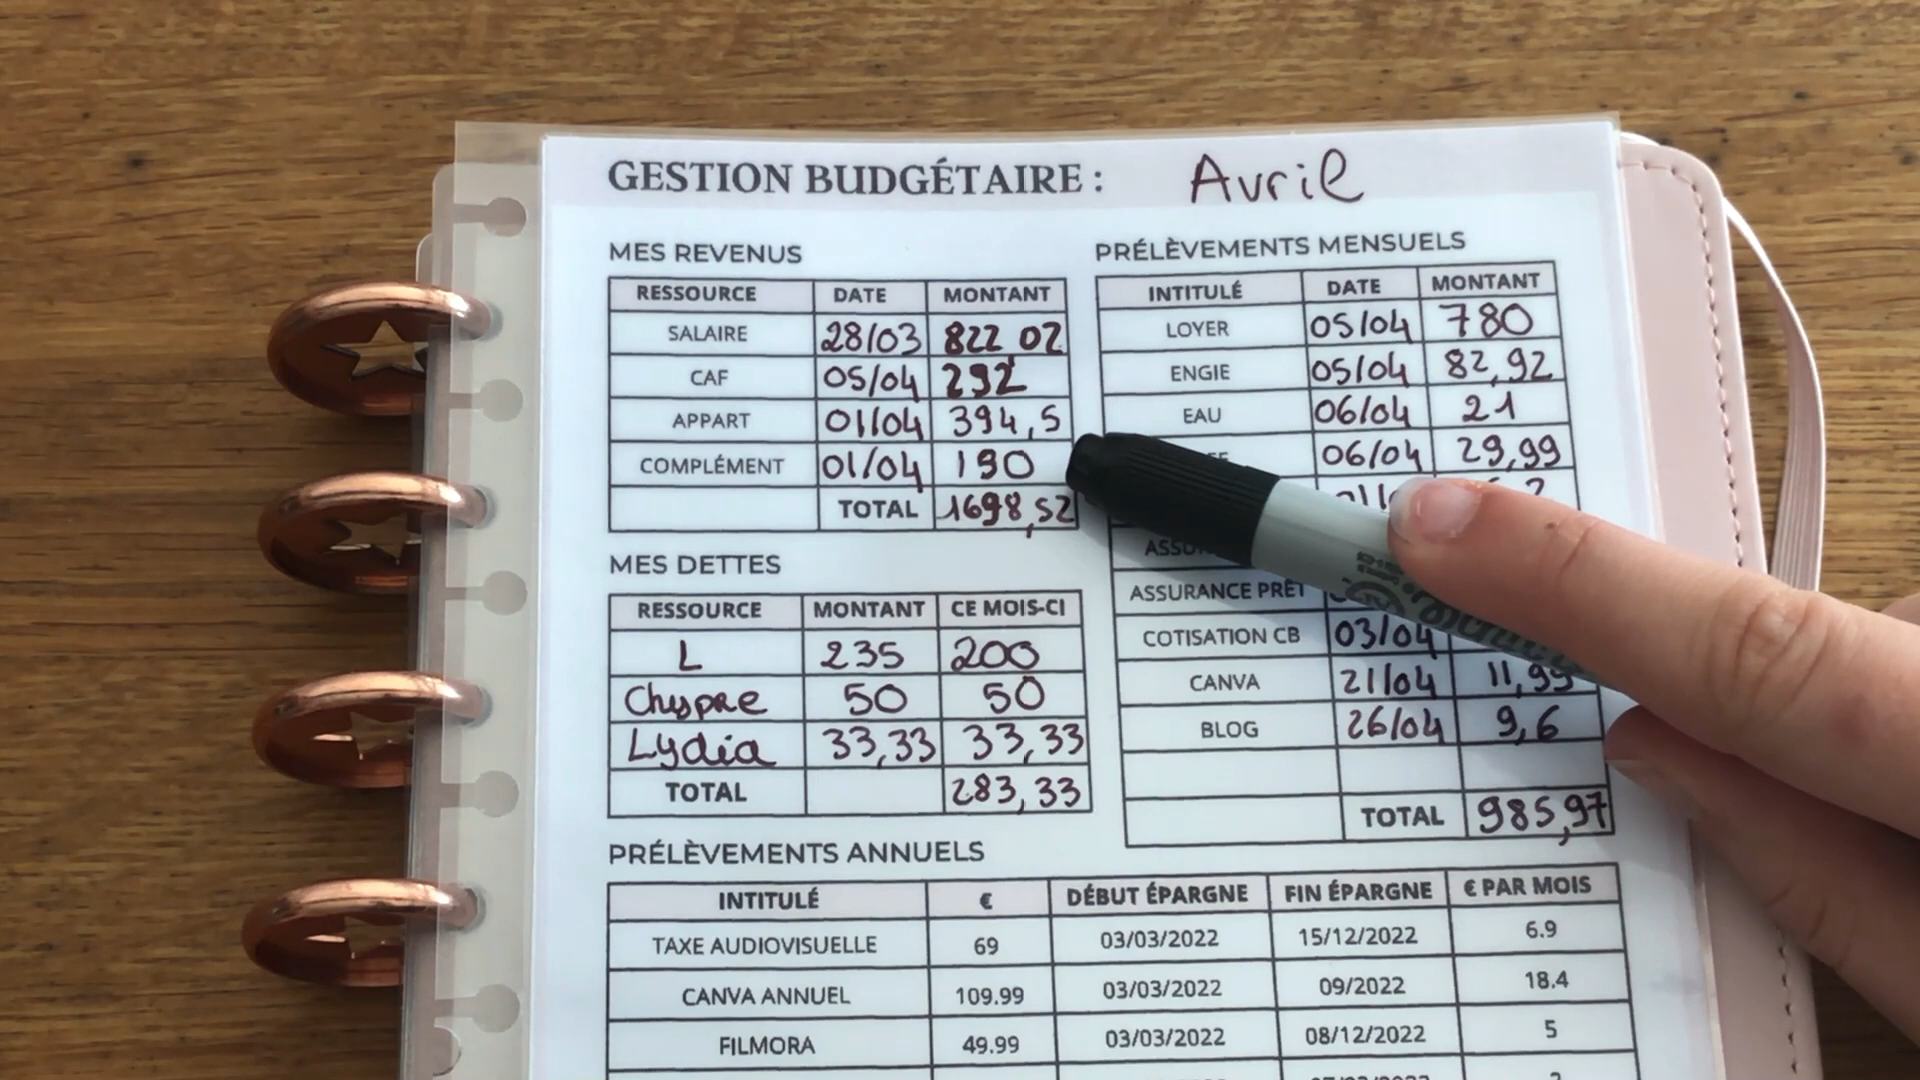 GESTION BUDGÉTAIRE : Avril
MES REVENUS
RESSOURCE DATE MONTANT
SALAIRE 28/03 822,02
CAF 05/04 292
APPART 01/04 394,5
COMPLÉMENT 01/04 190
TOTAL 1698,52
MES DETTES
RESSOURCE MONTANT CE MOIS-CI
L 235 200
Chypre 50 50
Lydia 33,33 33,33
TOTAL 283,33
PRÉLÈVEMENTS MENSUELS
INTITULÉ DATE MONTANT
LOYER 05/04 780
ENGIE 05/04 82,92
EAU 06/04 21
06/04 29,99
ASSURANCE PRÊT
COTISATION CB 03/04
CANVA 21/04 11,99
BLOG 26/04 9,6
TOTAL 985,97
PRÉLÈVEMENTS ANNUELS
INTITULÉ € DÉBUT ÉPARGNE FIN ÉPARGNE € PAR MOIS
TAXE AUDIOVISUELLE 69 03/03/2022 15/12/2022 6.9
CANVA ANNUEL 109.99 03/03/2022 09/2022 18.4
FILMORA 49.99 03/03/2022 08/12/2022 5